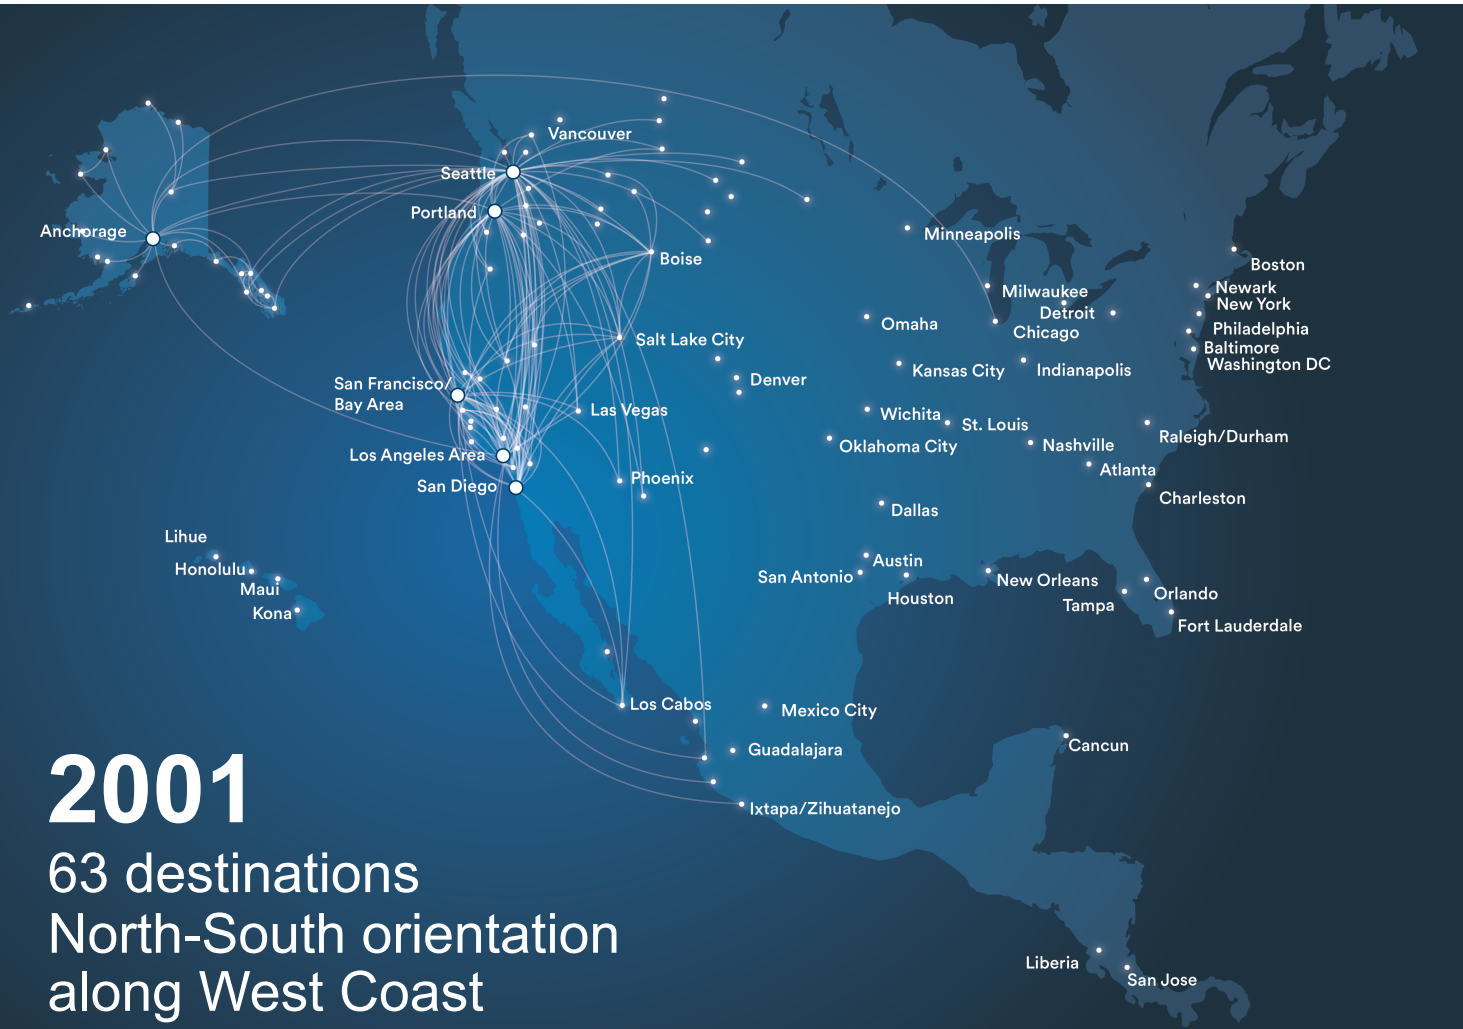 Vancouver
Seattle
Portland
Anchorage
Boise
Minneapolis
Boston
Milwaukee
Newark
New York
Detroit
Omaha
Chicago
Philadelphia
Salt Lake City
Baltimore
Washington DC
Kansas City
Indianapolis
Denver
San Francisco/
Bay Area
Las Vegas
Wichita
St. Louis
Raleigh/Durham
Oklahoma City
Nashville
Los Angeles Area
Atlanta
Phoenix
San Diego
Charleston
Dallas
Lihue
Honolulu
Maui
Kona
Austin
San Antonio
Houston
New Orleans
Tampa
Orlando
Fort Lauderdale
Los Cabos
Mexico City
Guadalajara
Cancun
Ixtapa/Zihuatanejo
Liberia
San Jose
2001
63 destinations
North-South orientation
along West Coast